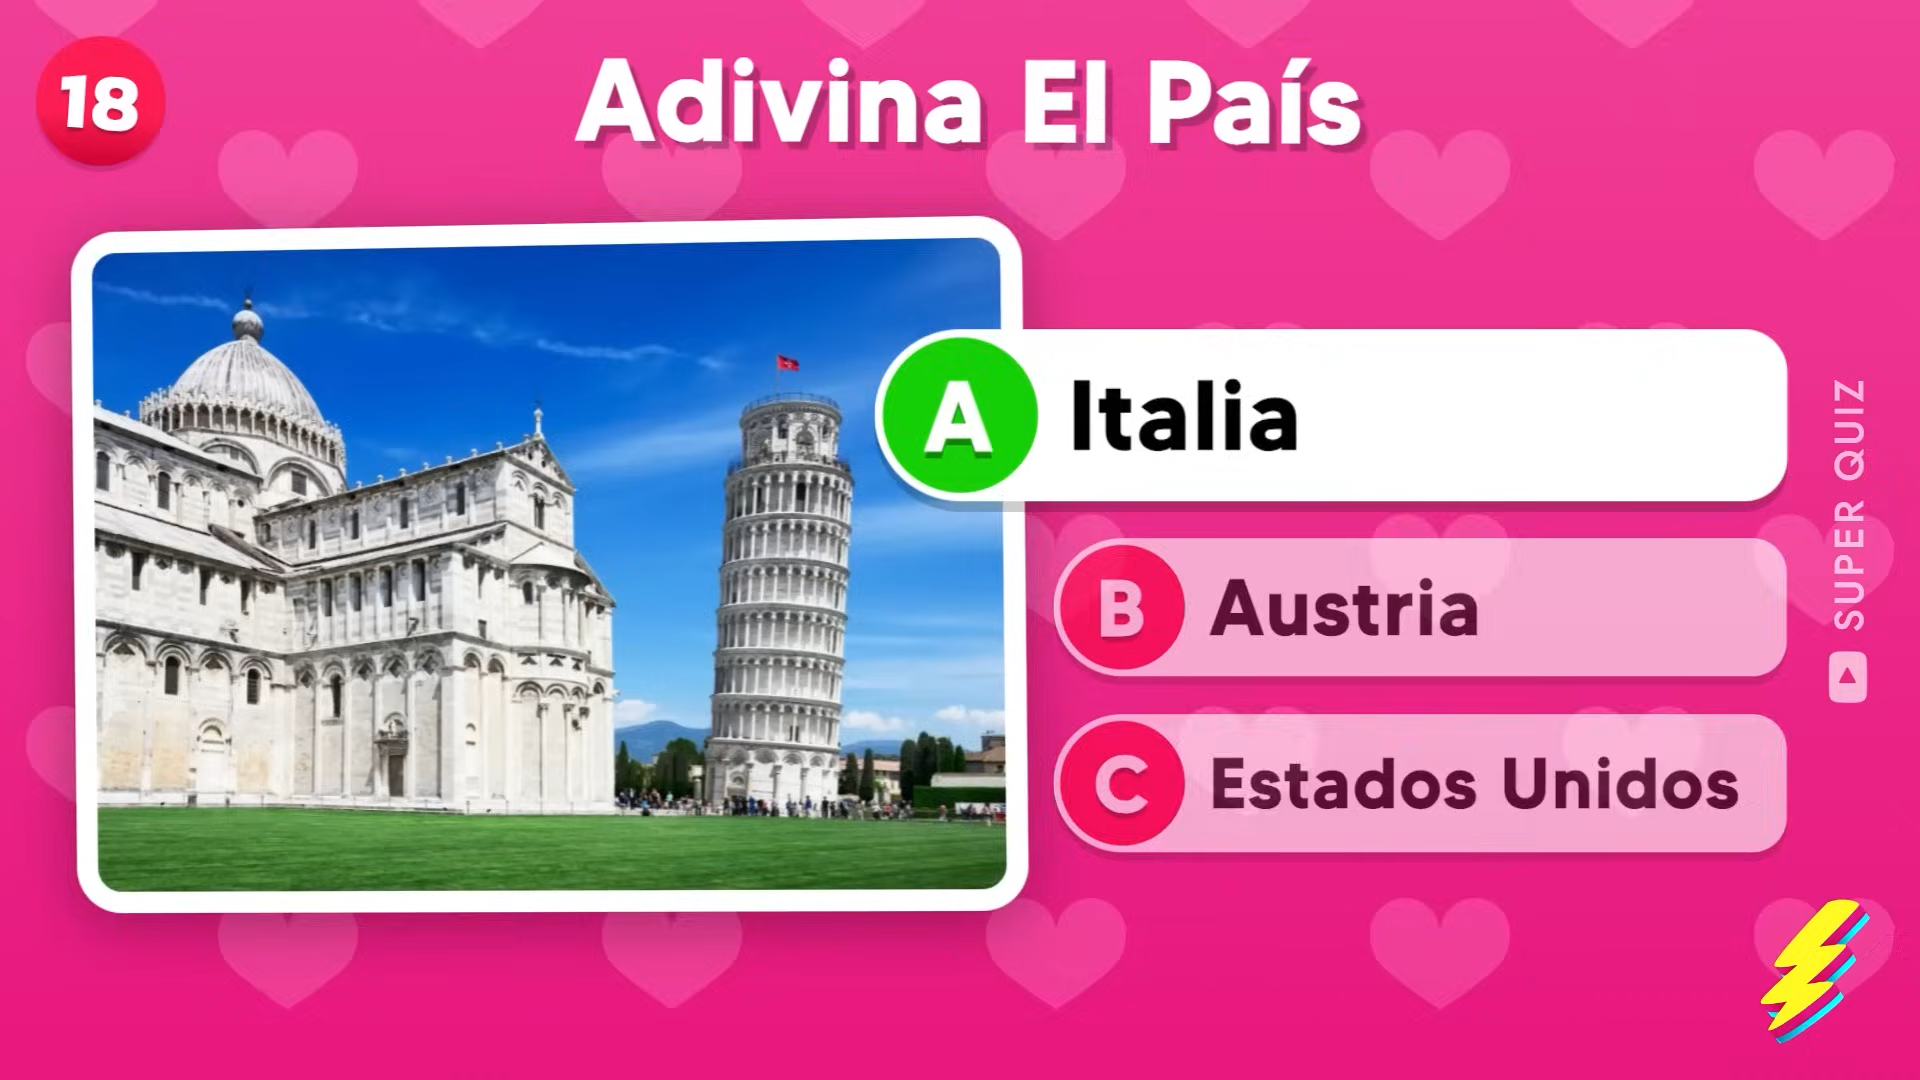 18
Adivina El País
A Italia
B Austria
C Estados Unidos
SUPER QUIZ